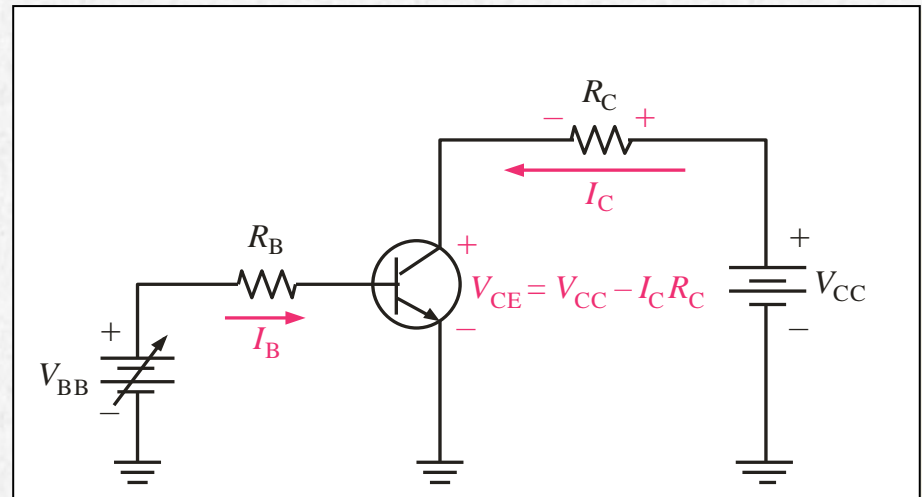 R_C
− +
I_C
R_B
+
+
V_CE = V_CC − I_C R_C
V_CC
−
−
I_B
+
V_BB
−